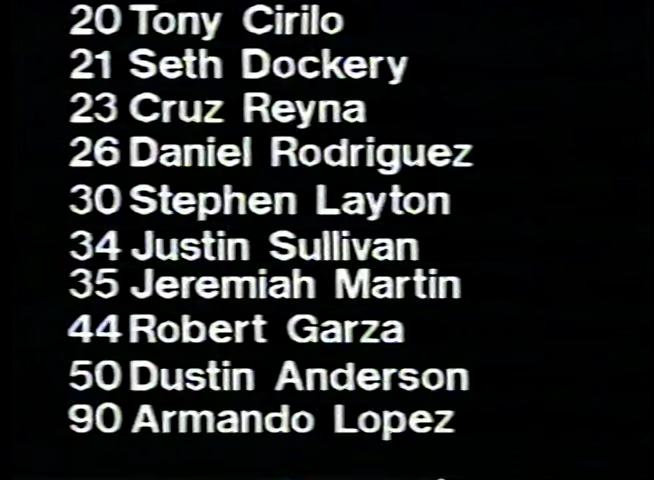 20 Tony Cirilo
21 Seth Dockery
23 Cruz Reyna
26 Daniel Rodriguez
30 Stephen Layton
34 Justin Sullivan
35 Jeremiah Martin
44 Robert Garza
50 Dustin Anderson
90 Armando Lopez